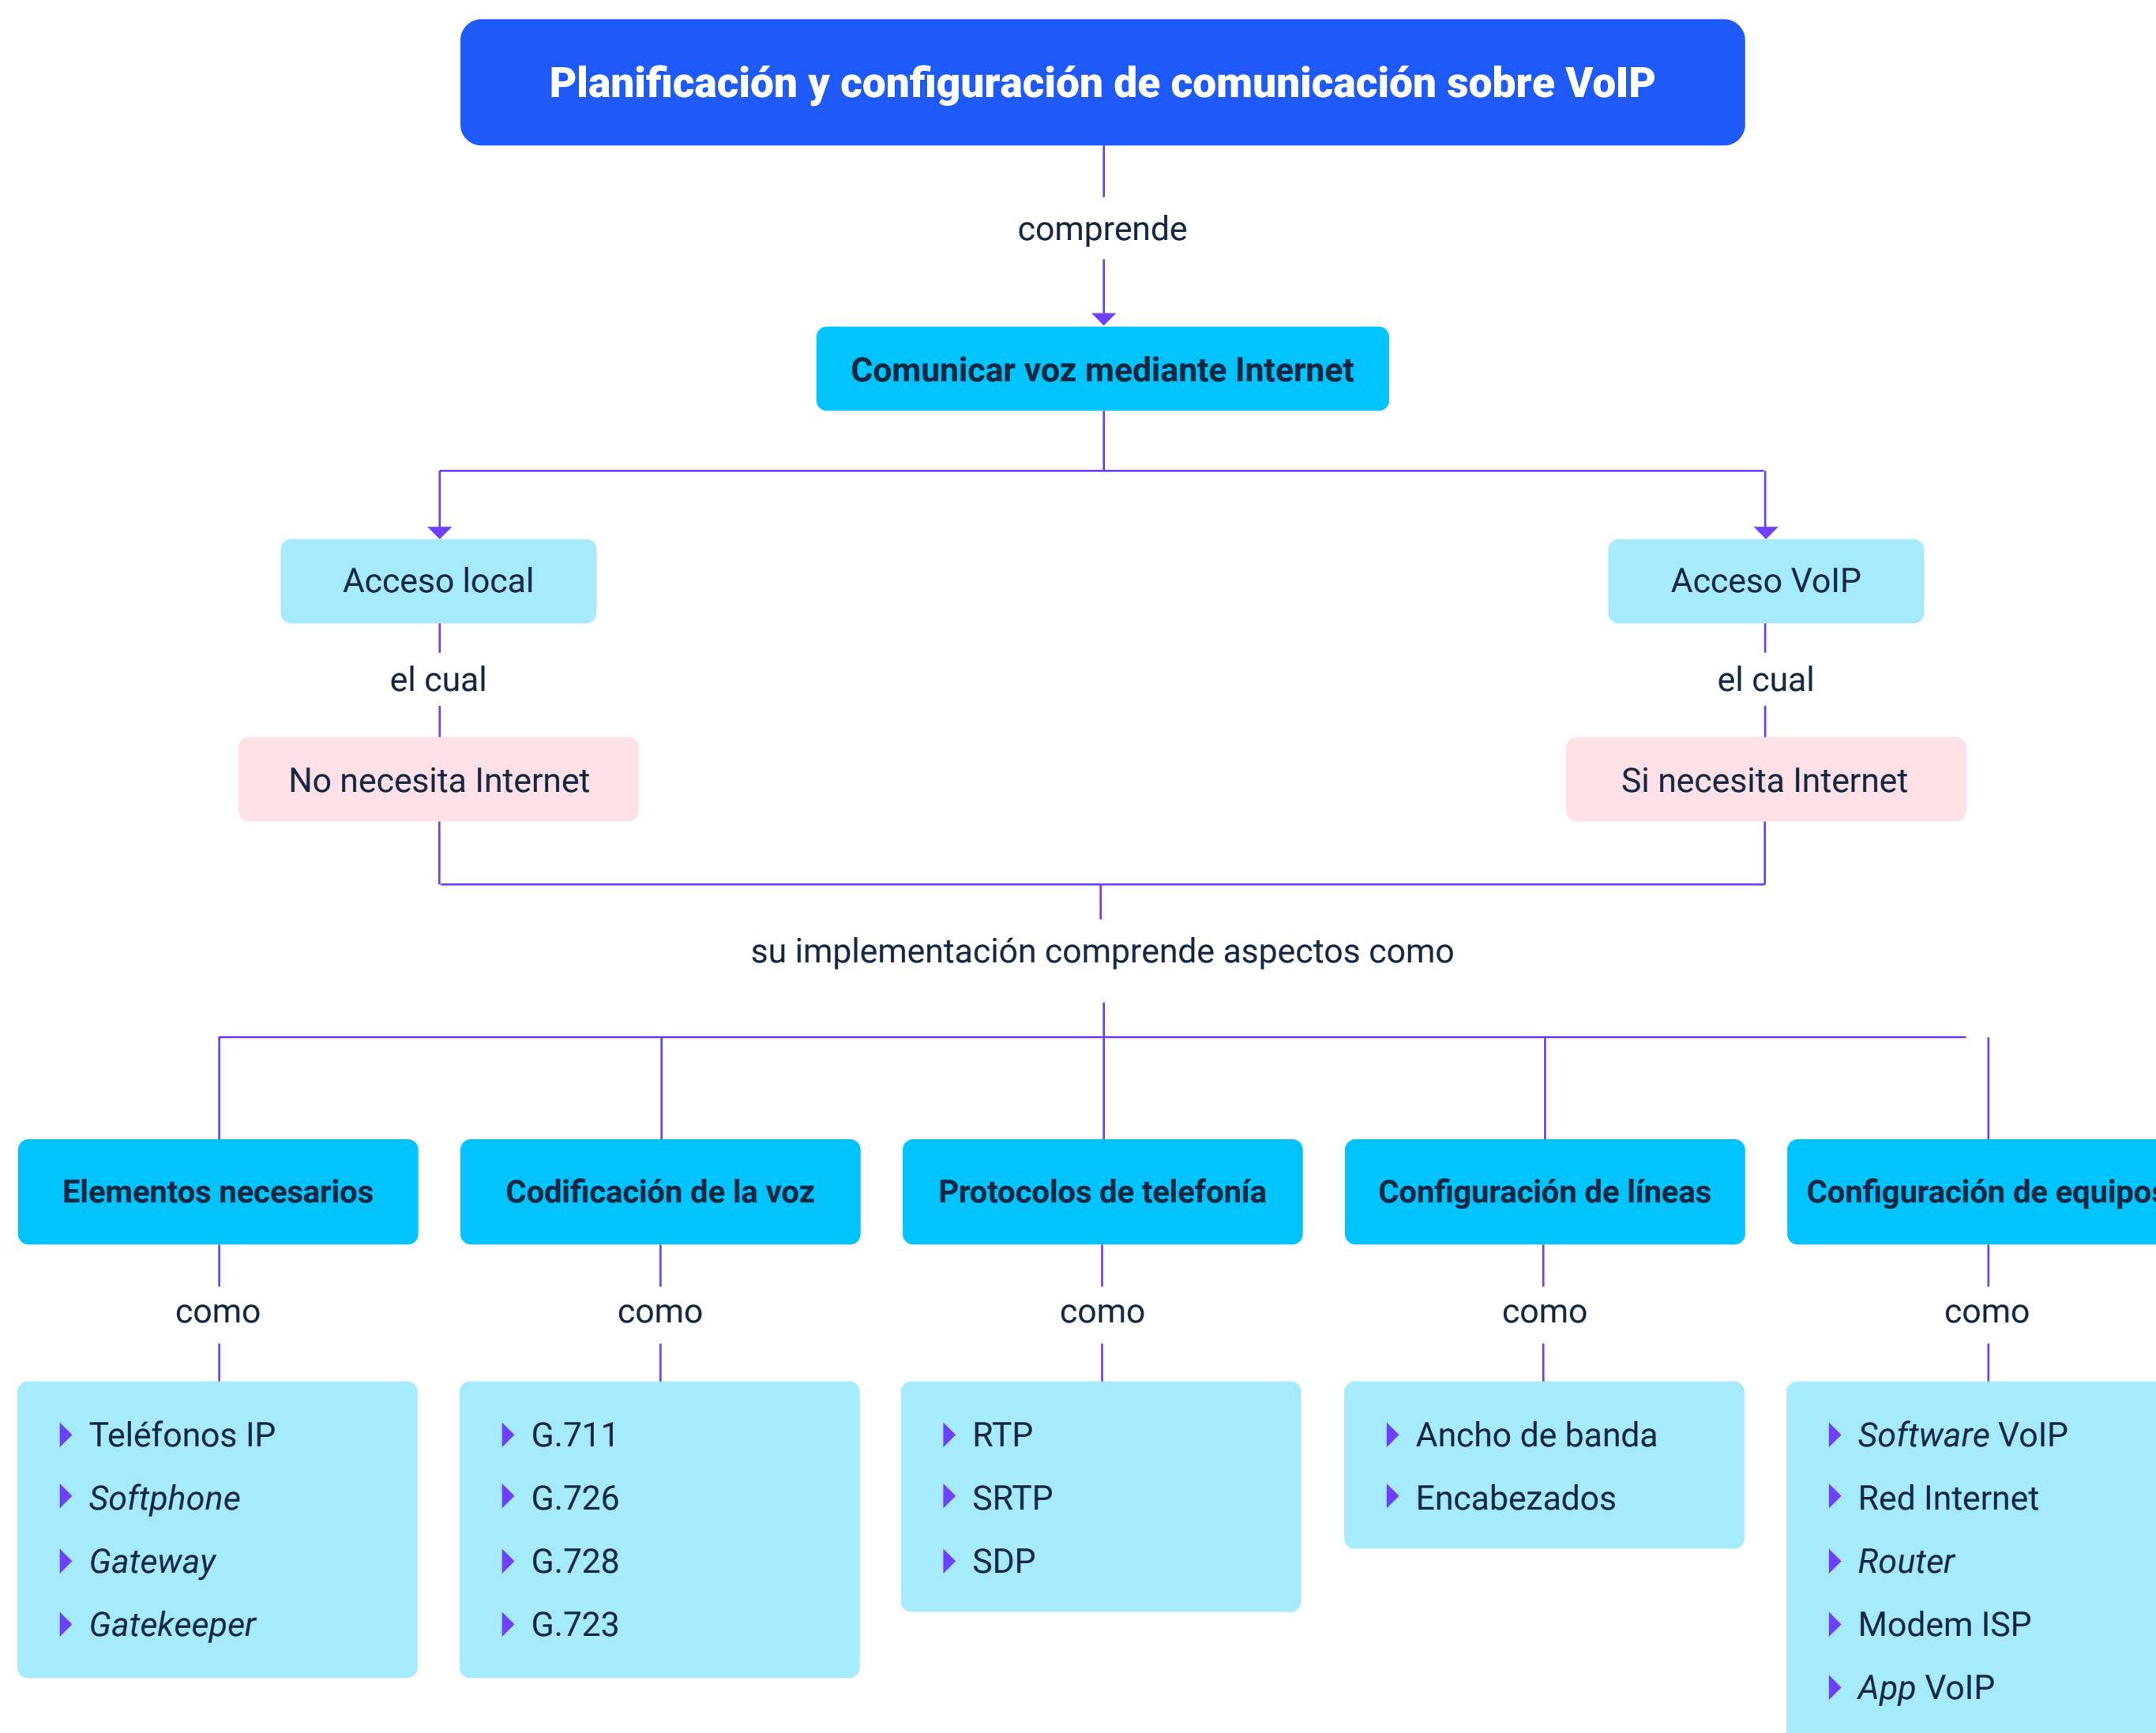 Planificación y configuración de comunicación sobre VoIP
comprende
Comunicar voz mediante Internet
Acceso local
Acceso VoIP
el cual
el cual
No necesita Internet
Si necesita Internet
su implementación comprende aspectos como
Elementos necesarios
Codificación de la voz
Protocolos de telefonía
Configuración de líneas
Configuración de equipos
como
como
como
como
como
Teléfonos IP
Softphone
Gateway
Gatekeeper
G.711
G.726
G.728
G.723
RTP
SRTP
SDP
Ancho de banda
Encabezados
Software VoIP
Red Internet
Router
Modem ISP
App VoIP